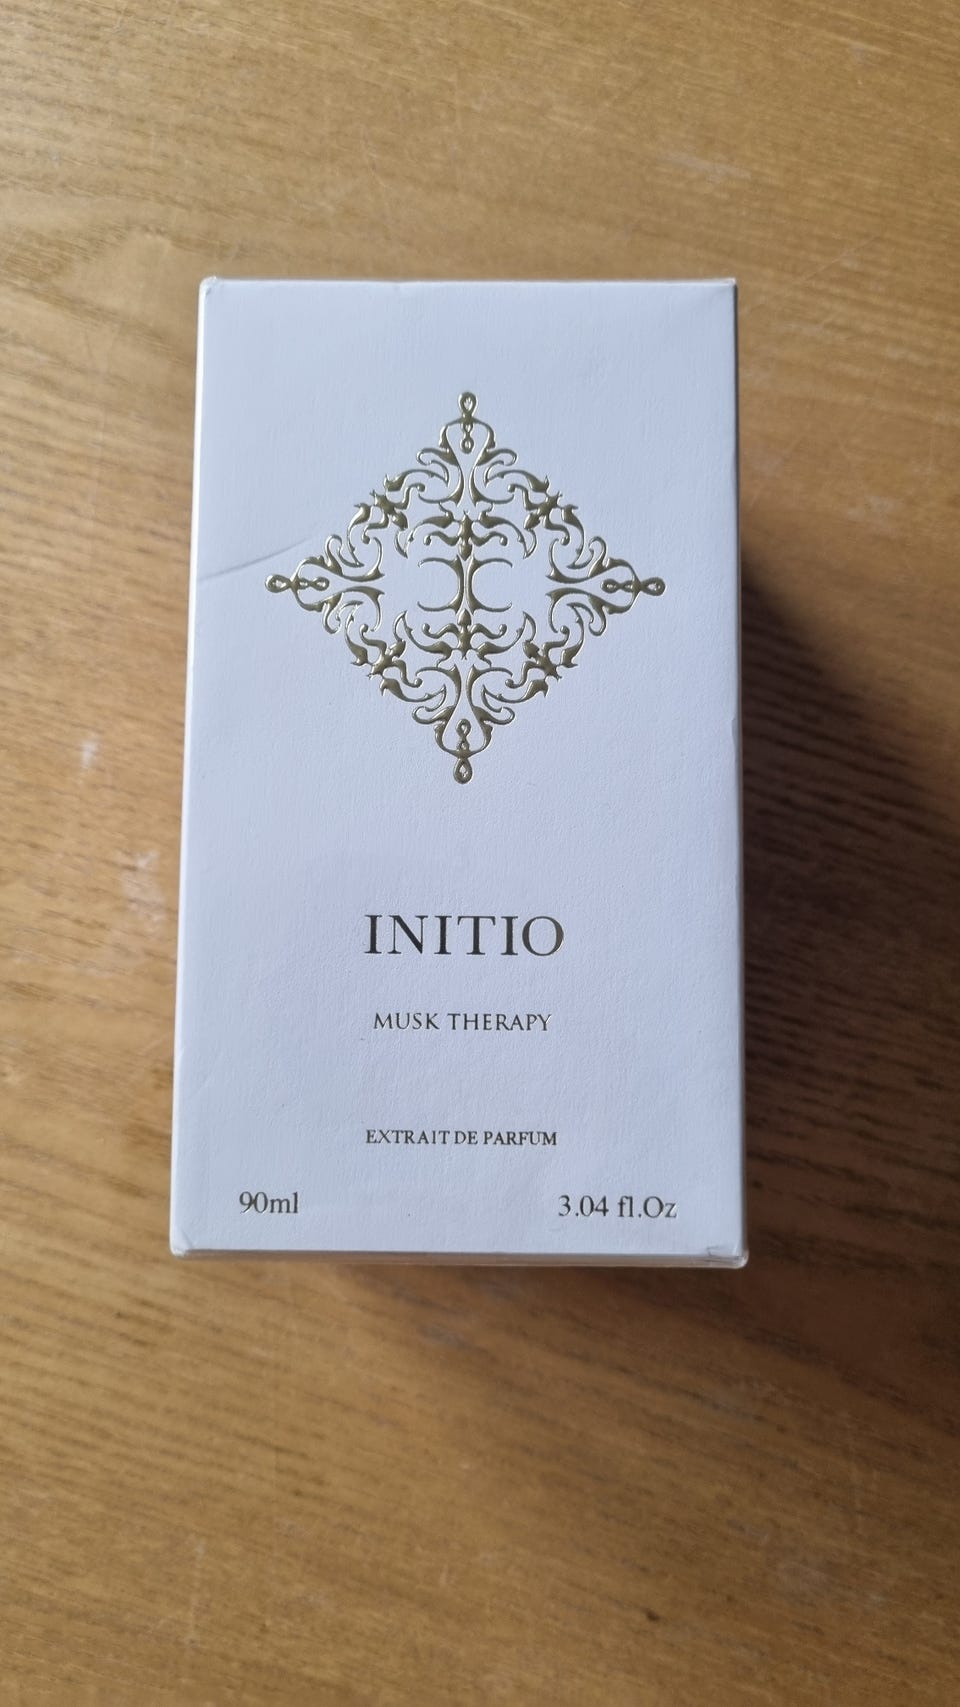 INITIO
MUSK THERAPY
EXTRAIT DE PARFUM
90ml
3.04 fl.Oz